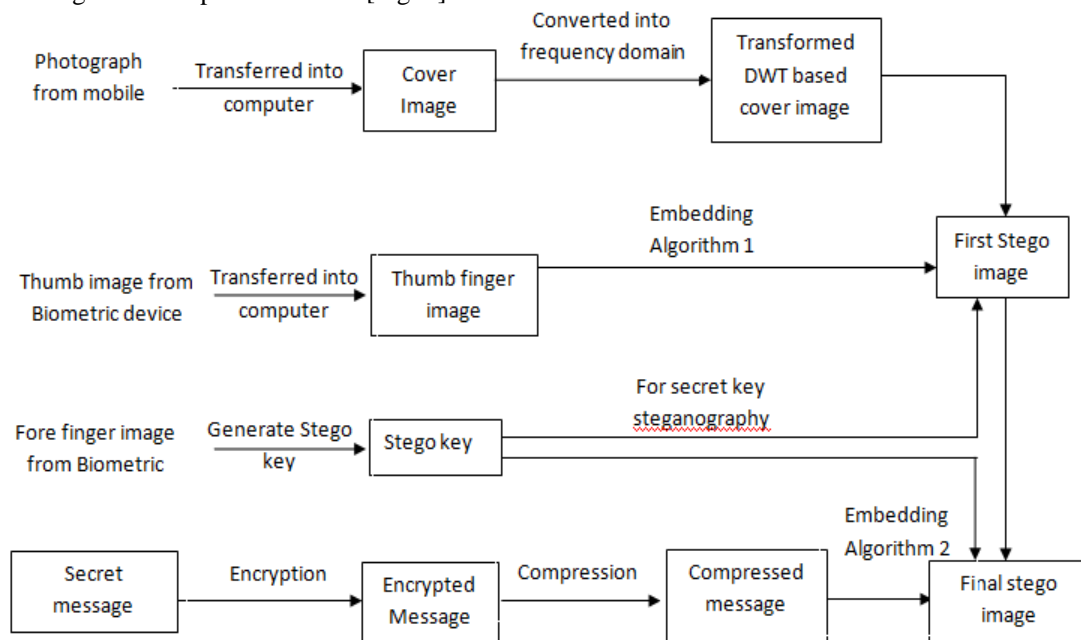 Photograph
from mobile
Transferred into
computer
Cover
Image
Converted into
frequency domain
Transformed
DWT based
cover image
Thumb image from
Biometric device
Transferred into
computer
Thumb finger
image
Embedding
Algorithm 1
First Stego
image
Fore finger image
from Biometric
Generate Stego
key
Stego key
For secret key
steganography
Secret
message
Encryption
Encrypted
Message
Compression
Compressed
message
Embedding
Algorithm 2
Final stego
image